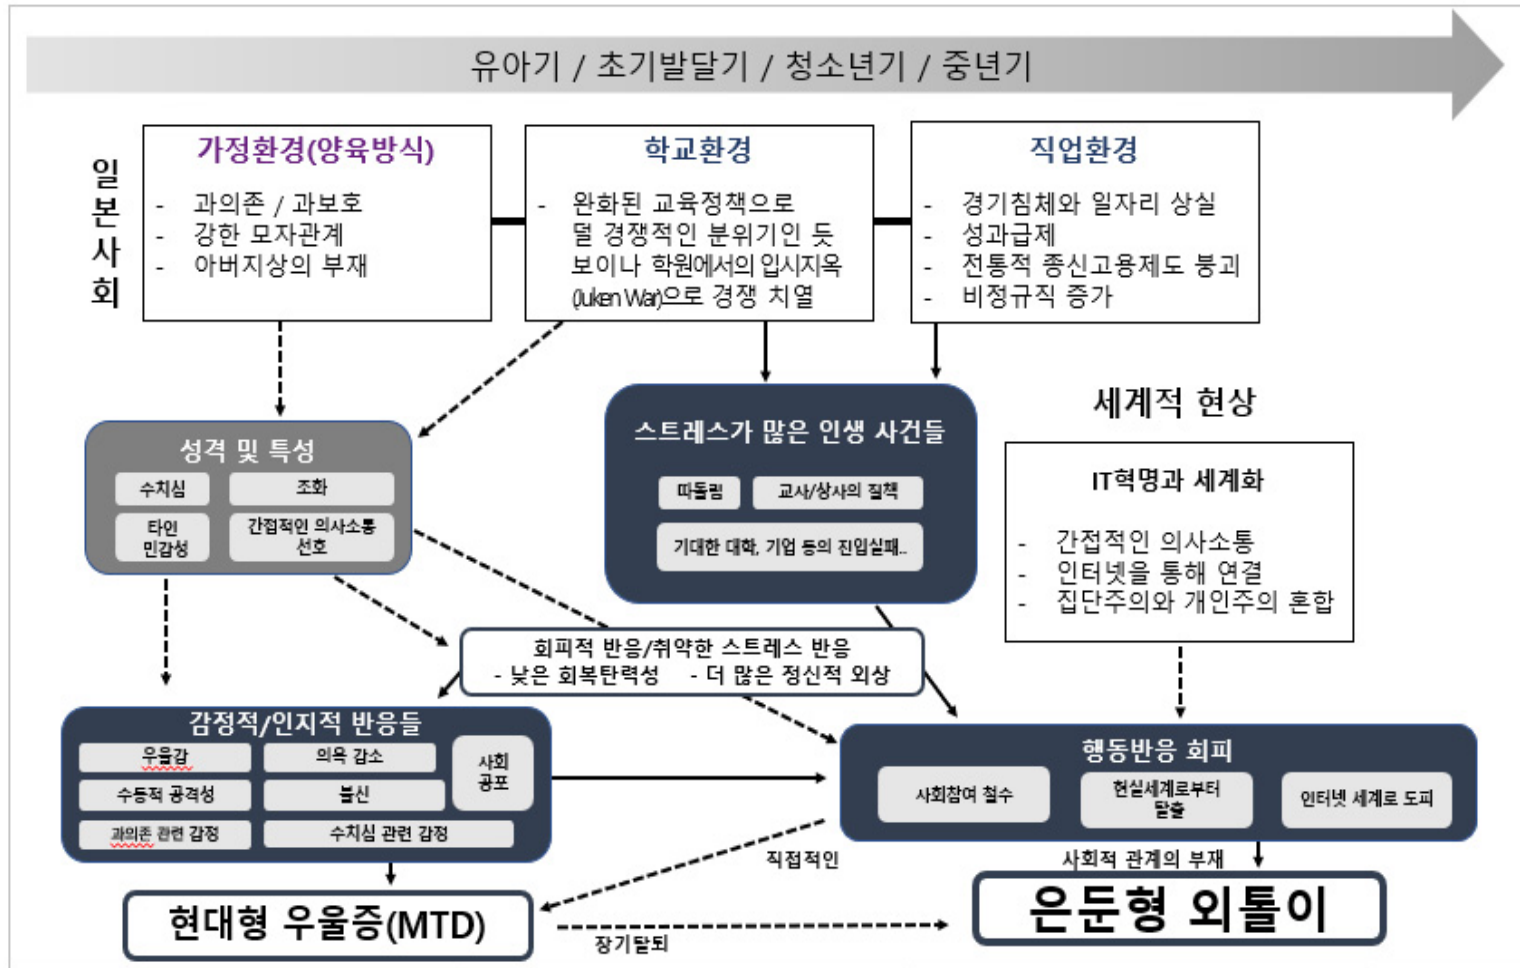 유아기 / 초기발달기 / 청소년기 / 중년기
일본사회
가정환경(양육방식)
- 과의존 / 과보호
- 강한 모자관계
- 아버지상의 부재
학교환경
- 완화된 교육정책으로
덜 경쟁적인 분위기인 듯
보이나 학원에서의 입시지옥
(Juken War)으로 경쟁 치열
직업환경
- 경기침체와 일자리 상실
- 성과급제
- 전통적 종신고용제도 붕괴
- 비정규직 증가
성격 및 특성
수치심
조화
타인
민감성
간접적인 의사소통
선호
스트레스가 많은 인생 사건들
따돌림
교사/상사의 질책
기대한 대학, 기업 등의 진입실패..
세계적 현상
IT혁명과 세계화
- 간접적인 의사소통
- 인터넷을 통해 연결
- 집단주의와 개인주의 혼합
회피적 반응/취약한 스트레스 반응
- 낮은 회복탄력성 - 더 많은 정신적 외상
감정적/인지적 반응들
우울감
의욕 감소
사회
공포
수동적 공격성
불신
과의존 관련 감정
수치심 관련 감정
행동반응 회피
사회참여 철수
현실세계로부터
탈출
인터넷 세계로 도피
직접적인
사회적 관계의 부재
현대형 우울증(MTD)
장기탈퇴
은둔형 외톨이